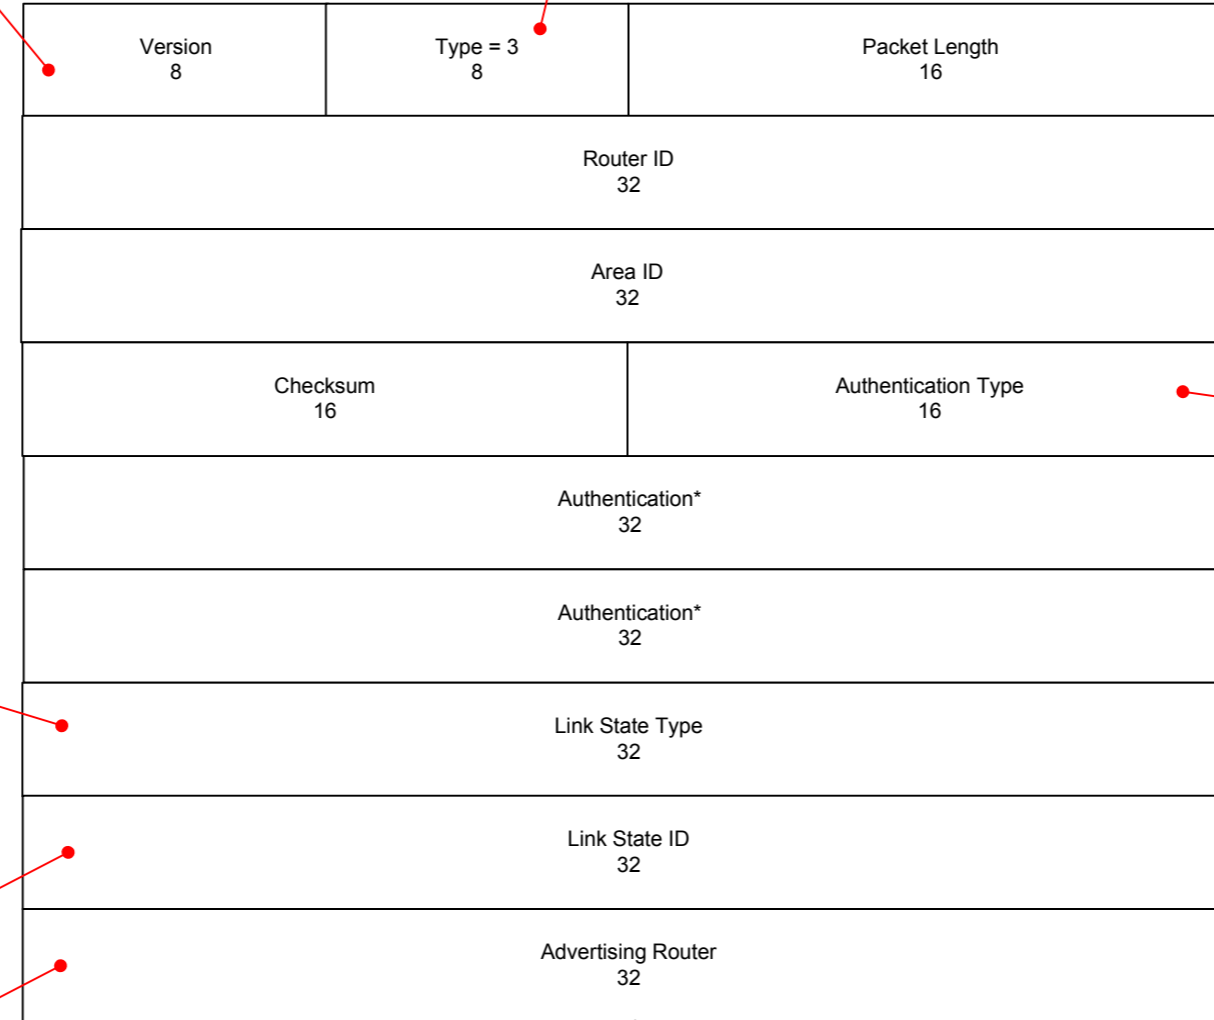 Version
8
Type = 3
8
Packet Length
16
Router ID
32
Area ID
32
Checksum
16
Authentication Type
16
Authentication*
32
Authentication*
32
Link State Type
32
Link State ID
32
Advertising Router
32